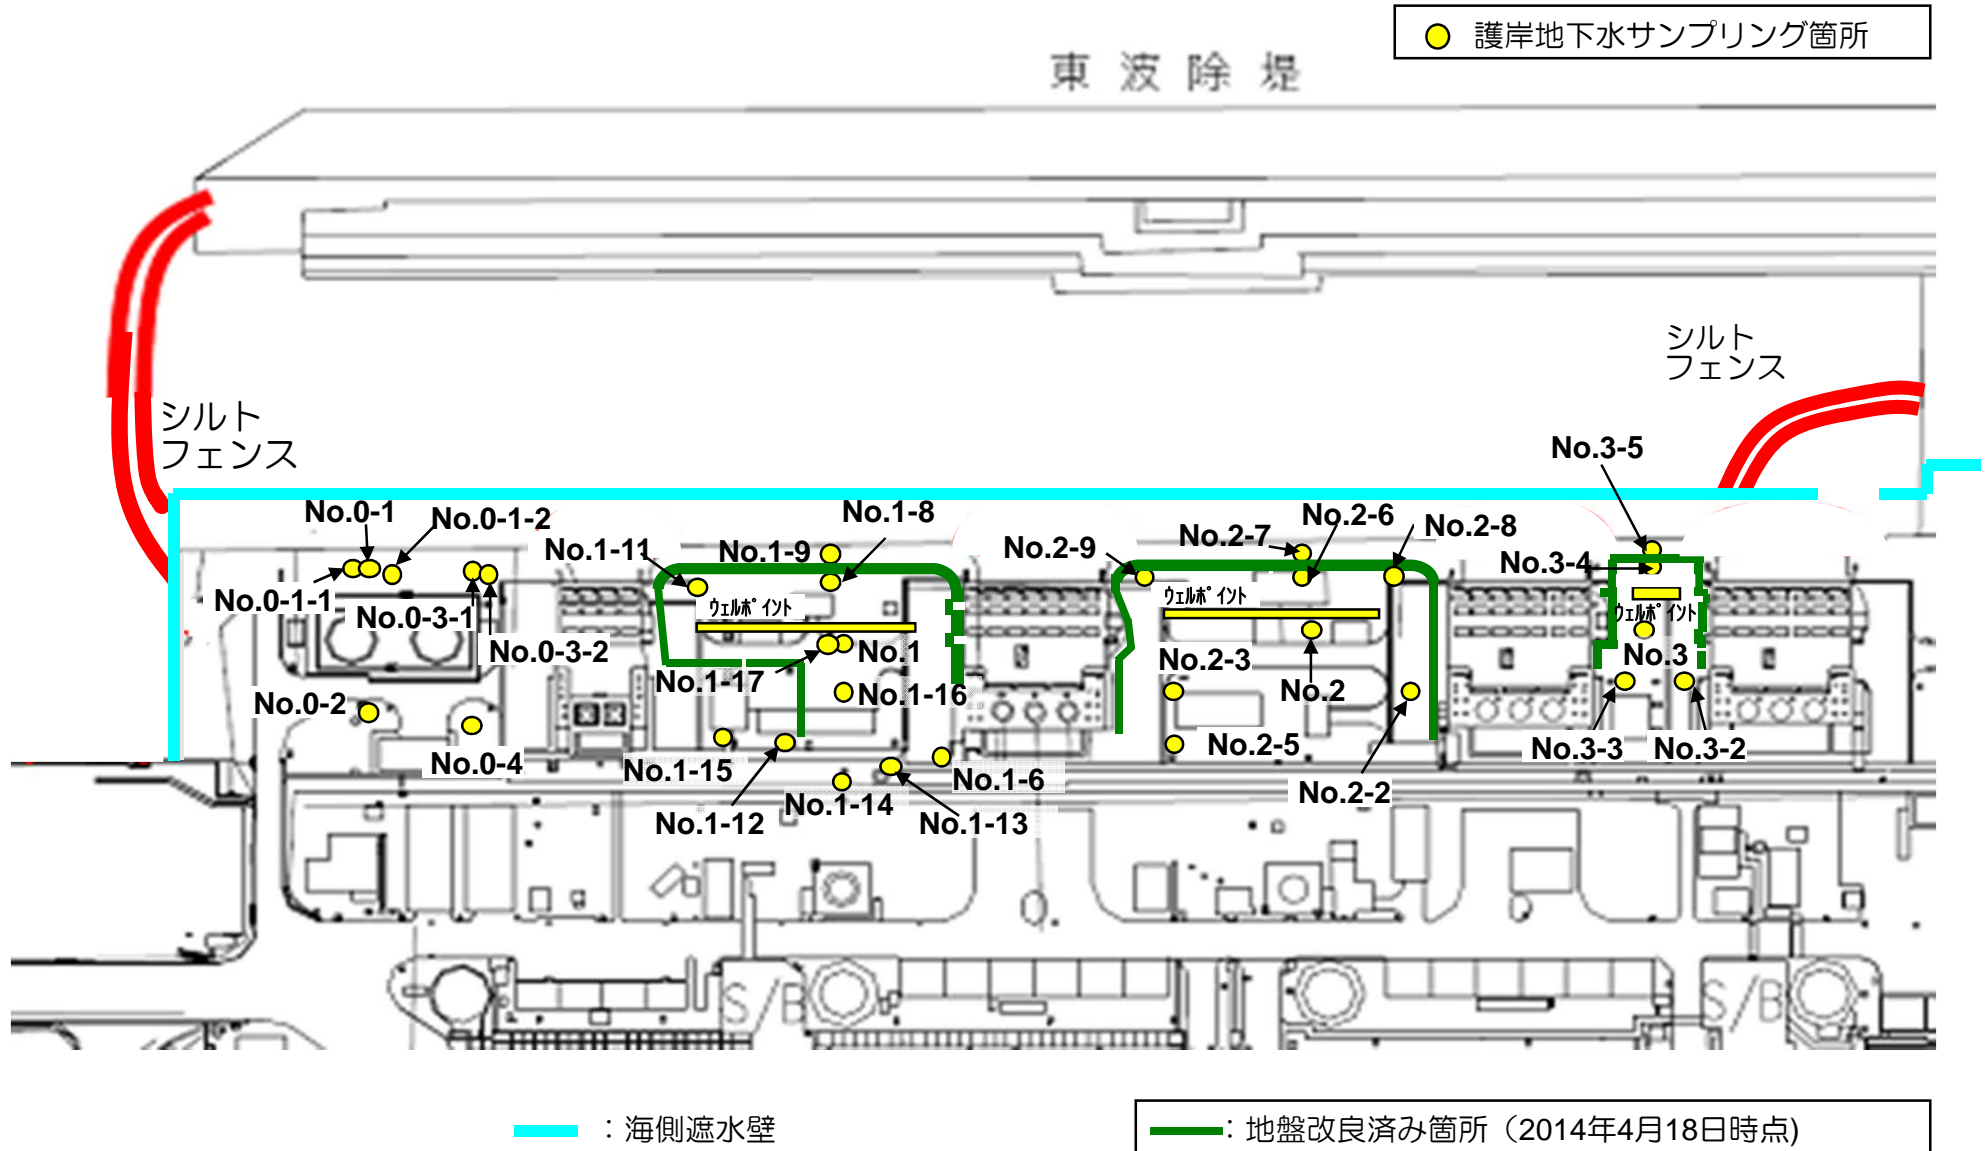 護岸地下水サンプリング箇所
東波除堤
シルト
フェンス
シルト
フェンス
No.3-5
No.0-1
No.0-1-2
No.1-8
No.2-6
No.2-8
No.1-11
No.1-9
No.2-9
No.2-7
No.3-4
No.0-1-1
No.0-3-1
ウェルポイント
ウェルポイント
ウェルポイント
No.0-3-2
No.1
No.1-17
No.1-16
No.2-3
No.2
No.3
No.0-2
No.0-4
No.1-15
No.1-6
No.2-5
No.3-3
No.3-2
No.1-14
No.2-2
No.1-12
No.1-13
S/B
S/B
：海側遮水壁
：地盤改良済み箇所（2014年4月18日時点)